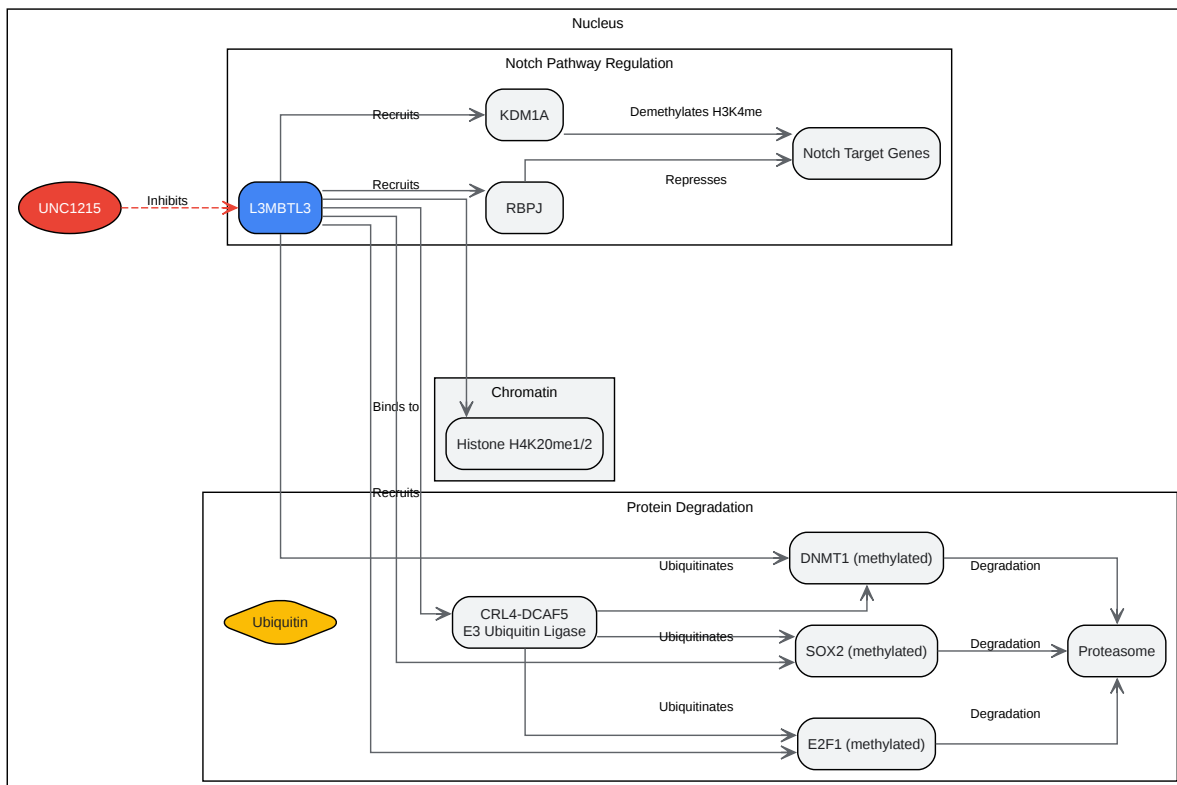 Nucleus
Notch Pathway Regulation
KDM1A
Recruits
Demethylates H3K4me
Notch Target Genes
Recruits
Represses
UNC1215
Inhibits
L3MBTL3
RBPJ
Chromatin
Binds to
Histone H4K20me1/2
Recruits
Protein Degradation
DNMT1 (methylated)
Ubiquitinates
Degradation
Ubiquitin
CRL4-DCAF5
E3 Ubiquitin Ligase
Ubiquitinates
SOX2 (methylated)
Degradation
Proteasome
Ubiquitinates
Degradation
E2F1 (methylated)